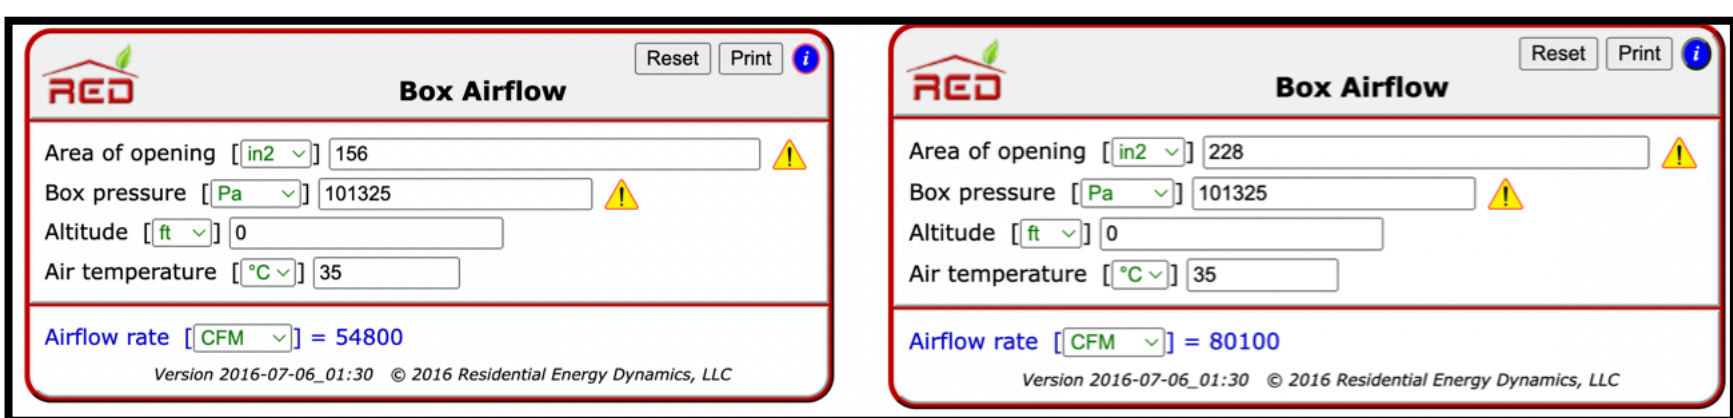 RED
Reset Print i
Box Airflow
Area of opening [in2] 156 !
Box pressure [Pa] 101325 !
Altitude [ft] 0
Air temperature [°C] 35
Airflow rate [CFM] = 54800
Version 2016-07-06_01:30 © 2016 Residential Energy Dynamics, LLC
RED
Reset Print i
Box Airflow
Area of opening [in2] 228 !
Box pressure [Pa] 101325 !
Altitude [ft] 0
Air temperature [°C] 35
Airflow rate [CFM] = 80100
Version 2016-07-06_01:30 © 2016 Residential Energy Dynamics, LLC